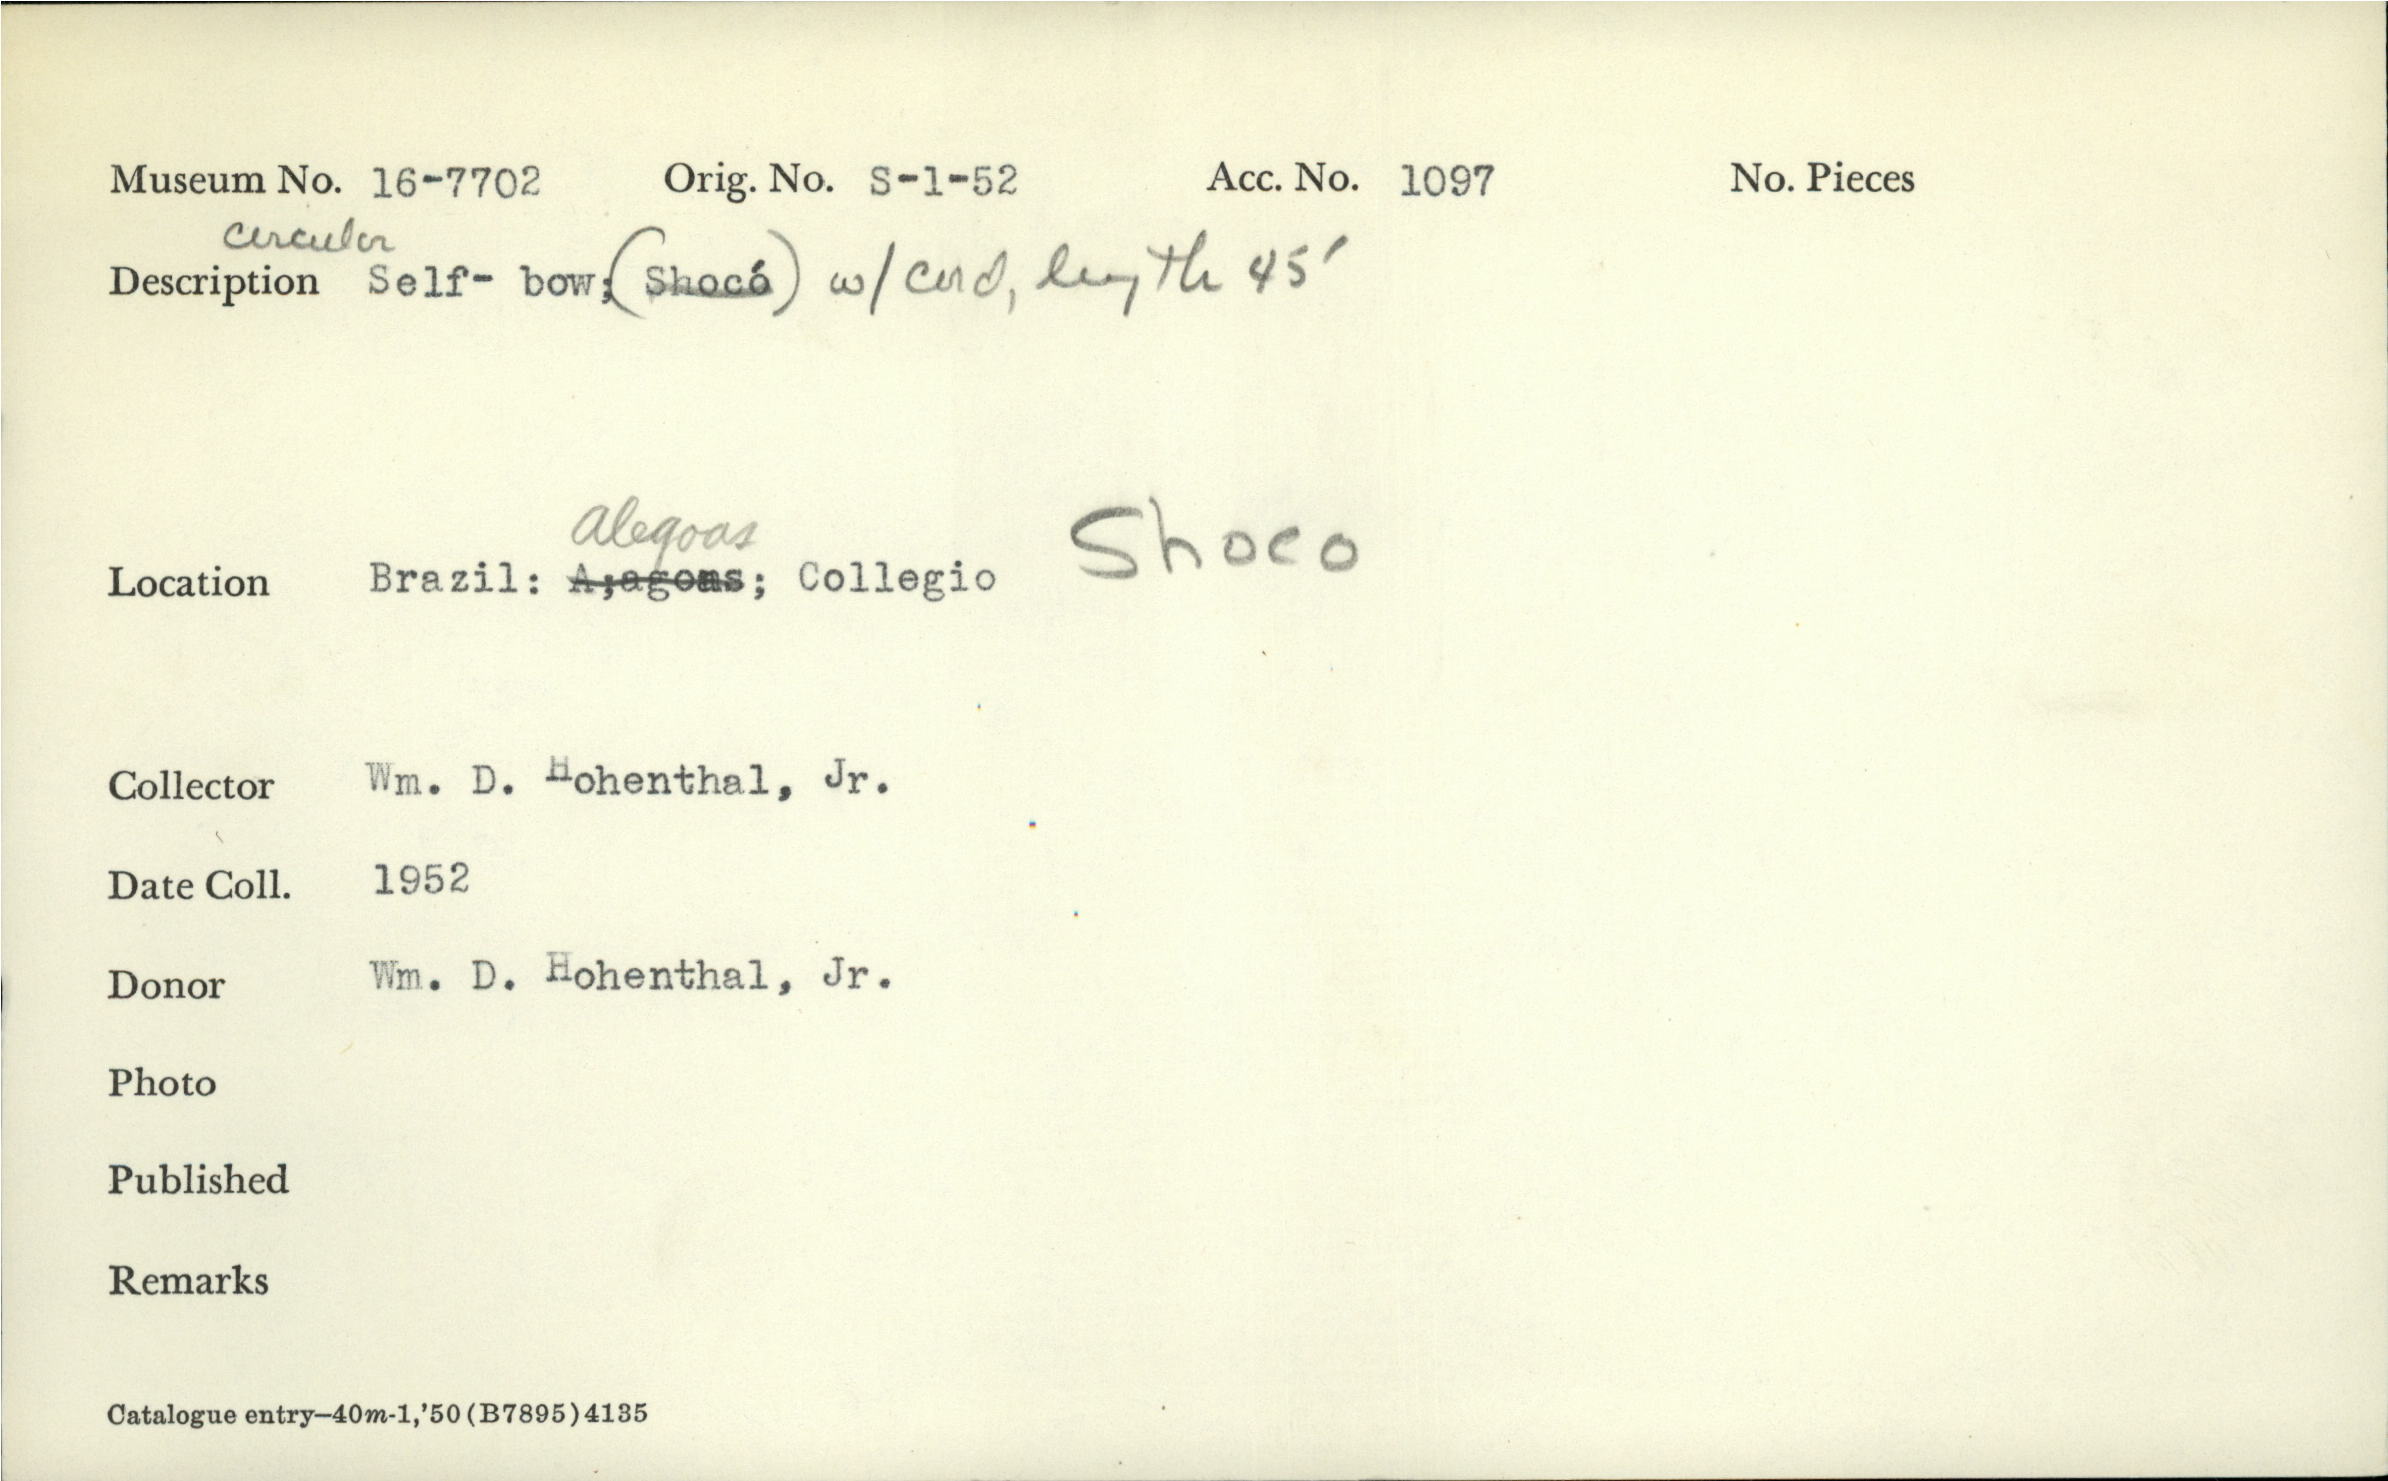 Museum No. 16-7702 Orig. No. S-1-52 Acc. No. 1097 No. Pieces
circular
Description Self- bow; (Shocó) w/ cord, length 45'
Alegoas
Location Brazil: A;agoas; Collegio Shoco
Collector Wm. D. Hohenthal, Jr.
Date Coll. 1952
Donor Wm. D. Hohenthal, Jr.
Photo
Published
Remarks
Catalogue entry—40m-1,'50(B7895)4135